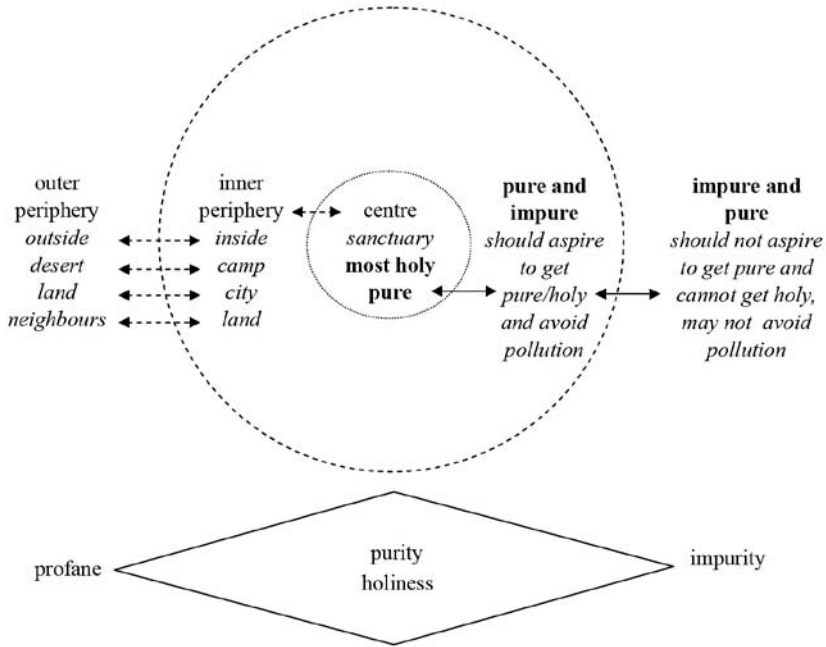 outer
periphery
outside
desert
land
neighbours
inner
periphery
inside
camp
city
land
centre
sanctuary
most holy
pure
pure and
impure
should aspire
to get
pure/holy
and avoid
pollution
impure and
pure
should not aspire
to get pure and
cannot get holy,
may not avoid
pollution
profane
purity
holiness
impurity